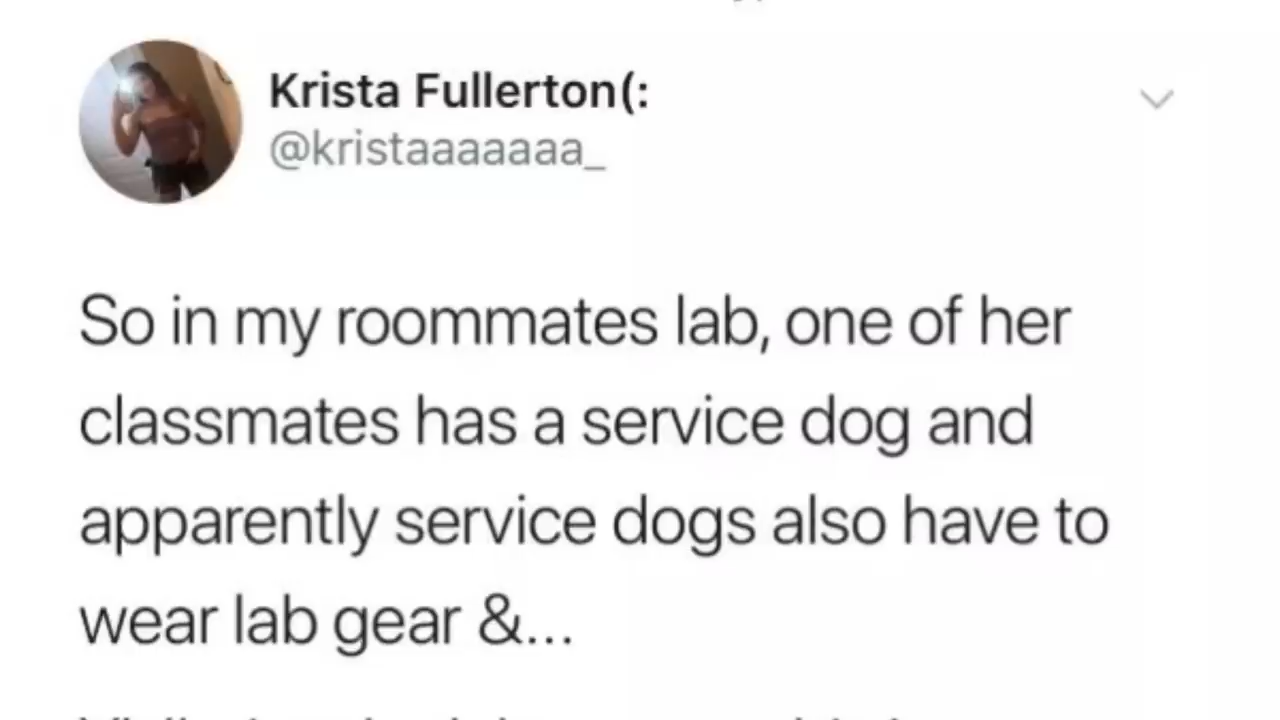 Krista Fullerton(:
@kristaaaaaaa_
So in my roommates lab, one of her
classmates has a service dog and
apparently service dogs also have to
wear lab gear &...